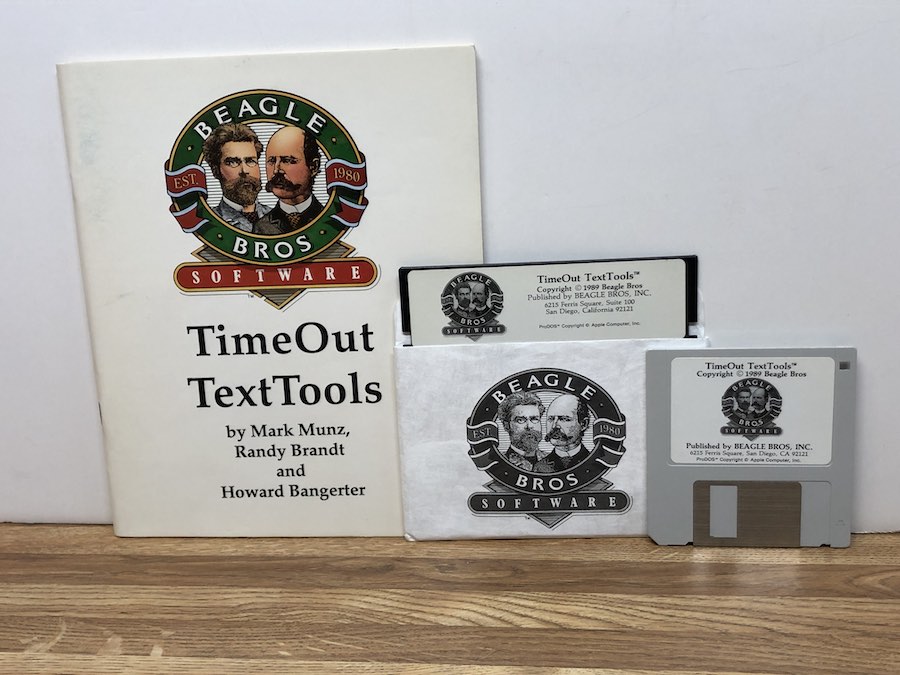 BEAGLE
EST. 1980
BROS
SOFTWARE
TimeOut
TextTools
by Mark Munz,
Randy Brandt
and
Howard Bangerter
BEAGLE
BROS
SOFTWARE
TimeOut TextTools™
Copyright © 1989 Beagle Bros
Published by BEAGLE BROS, INC.
6215 Ferris Square, Suite 100
San Diego, California 92121
ProDOS® Copyright © Apple Computer, Inc.
BEAGLE
EST. 1980
BROS
SOFTWARE
TimeOut TextTools™
Copyright © 1989 Beagle Bros
BEAGLE
BROS
SOFTWARE
Published by BEAGLE BROS, INC.
6215 Ferris Square, San Diego, CA 92121
ProDOS® Copyright © Apple Computer, Inc.